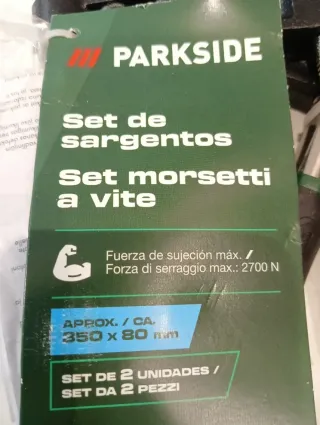 PARKSIDE
Set de
sargentos
Set morsetti
a vite
Fuerza de sujeción máx. /
Forza di serraggio max.: 2700 N
APPROX. / CA.
350 x 80 mm
SET DE 2 UNIDADES /
SET DA 2 PEZZI